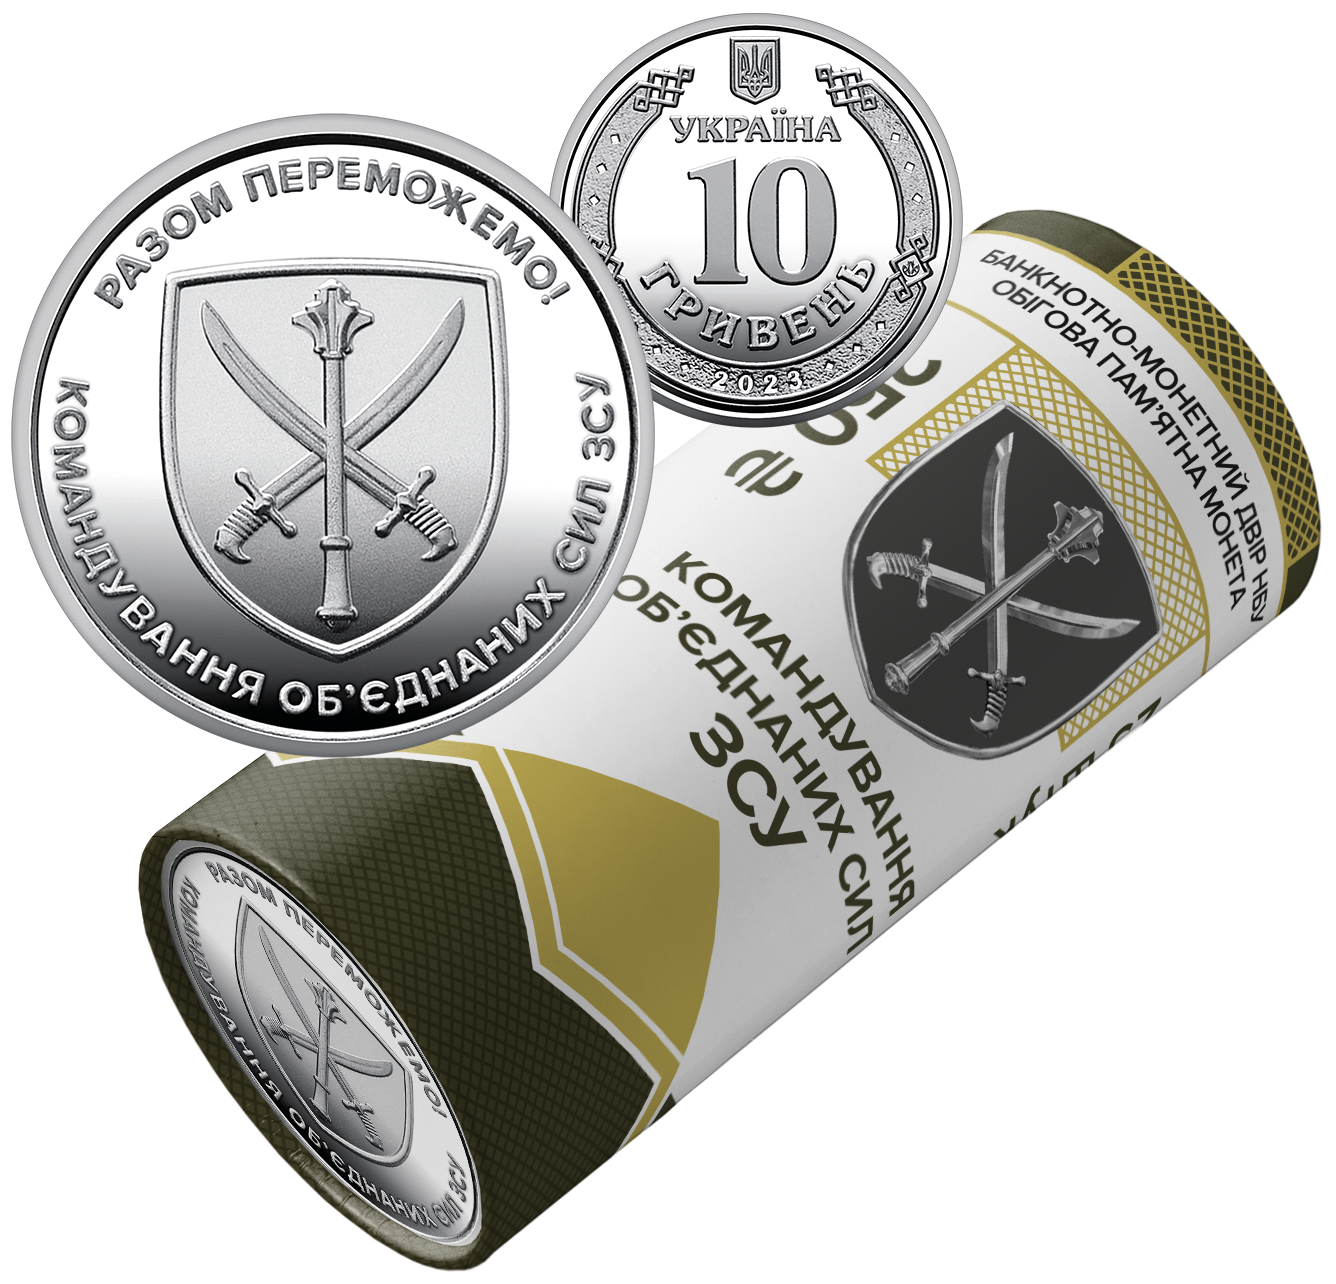 РАЗОМ ПЕРЕМОЖЕМО!
КОМАНДУВАННЯ ОБ'ЄДНАНИХ СИЛ ЗСУ
УКРАЇНА
10
ГРИВЕНЬ
2023
БАНКНОТНО-МОНЕТНИЙ ДВІР НБУ
ОБІГОВА ПАМ'ЯТНА МОНЕТА
КОМАНДУВАННЯ
ОБ'ЄДНАНИХ СИЛ
ЗСУ
РАЗОМ ПЕРЕМОЖЕМО!
КОМАНДУВАННЯ ОБ'ЄДНАНИХ СИЛ ЗСУ